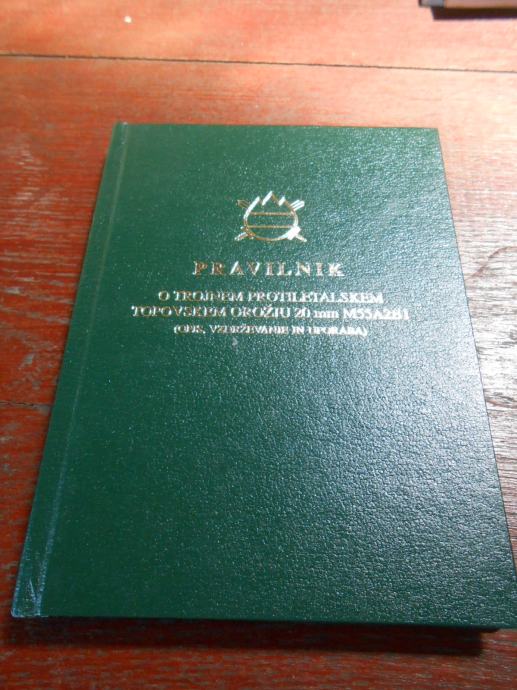 PRAVILNIK
O TROJNEM PROTILETALSKEM
TOPOVSKEM OROŽJU 20 mm M55A2B1
(OPIS, VZDRŽEVANJE IN UPORABA)